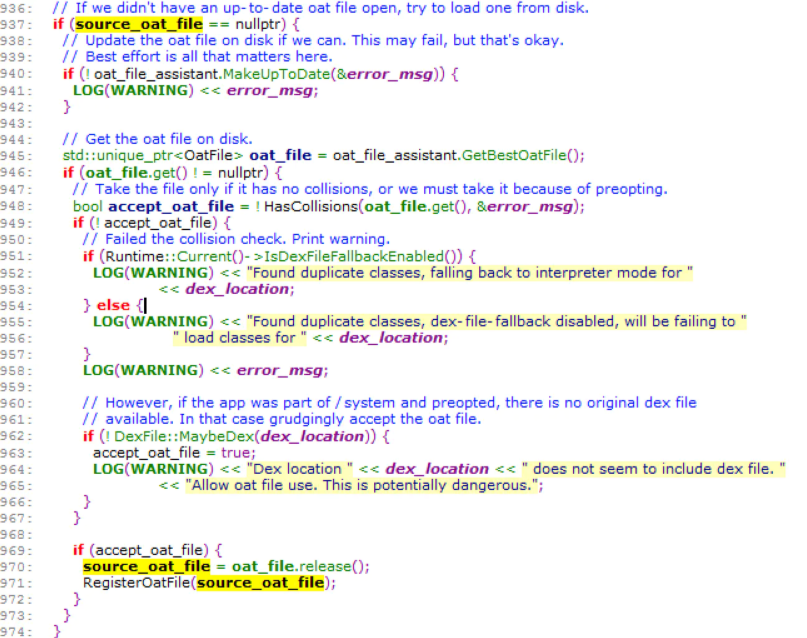 936:   // If we didn't have an up-to-date oat file open, try to load one from disk.
937:   if (source_oat_file == nullptr) {
938:     // Update the oat file on disk if we can. This may fail, but that's okay.
939:     // Best effort is all that matters here.
940:     if (! oat_file_assistant.MakeUpToDate(&error_msg)) {
941:       LOG(WARNING) << error_msg;
942:     }
943:
944:     // Get the oat file on disk.
945:     std::unique_ptr<OatFile> oat_file = oat_file_assistant.GetBestOatFile();
946:     if (oat_file.get() != nullptr) {
947:       // Take the file only if it has no collisions, or we must take it because of preopting.
948:       bool accept_oat_file = ! HasCollisions(oat_file.get(), &error_msg);
949:       if (! accept_oat_file) {
950:         // Failed the collision check. Print warning.
951:         if (Runtime::Current()->IsDexFileFallbackEnabled()) {
952:           LOG(WARNING) << "Found duplicate classes, falling back to interpreter mode for "
953:                        << dex_location;
954:         } else {
955:           LOG(WARNING) << "Found duplicate classes, dex-file-fallback disabled, will be failing to "
956:                          " load classes for " << dex_location;
957:         }
958:         LOG(WARNING) << error_msg;
959:
960:         // However, if the app was part of /system and preopted, there is no original dex file
961:         // available. In that case grudgingly accept the oat file.
962:         if (! DexFile::MaybeDex(dex_location)) {
963:           accept_oat_file = true;
964:           LOG(WARNING) << "Dex location " << dex_location << " does not seem to include dex file. "
965:                        << "Allow oat file use. This is potentially dangerous.";
966:         }
967:       }
968:
969:       if (accept_oat_file) {
970:         source_oat_file = oat_file.release();
971:         RegisterOatFile(source_oat_file);
972:       }
973:     }
974:   }